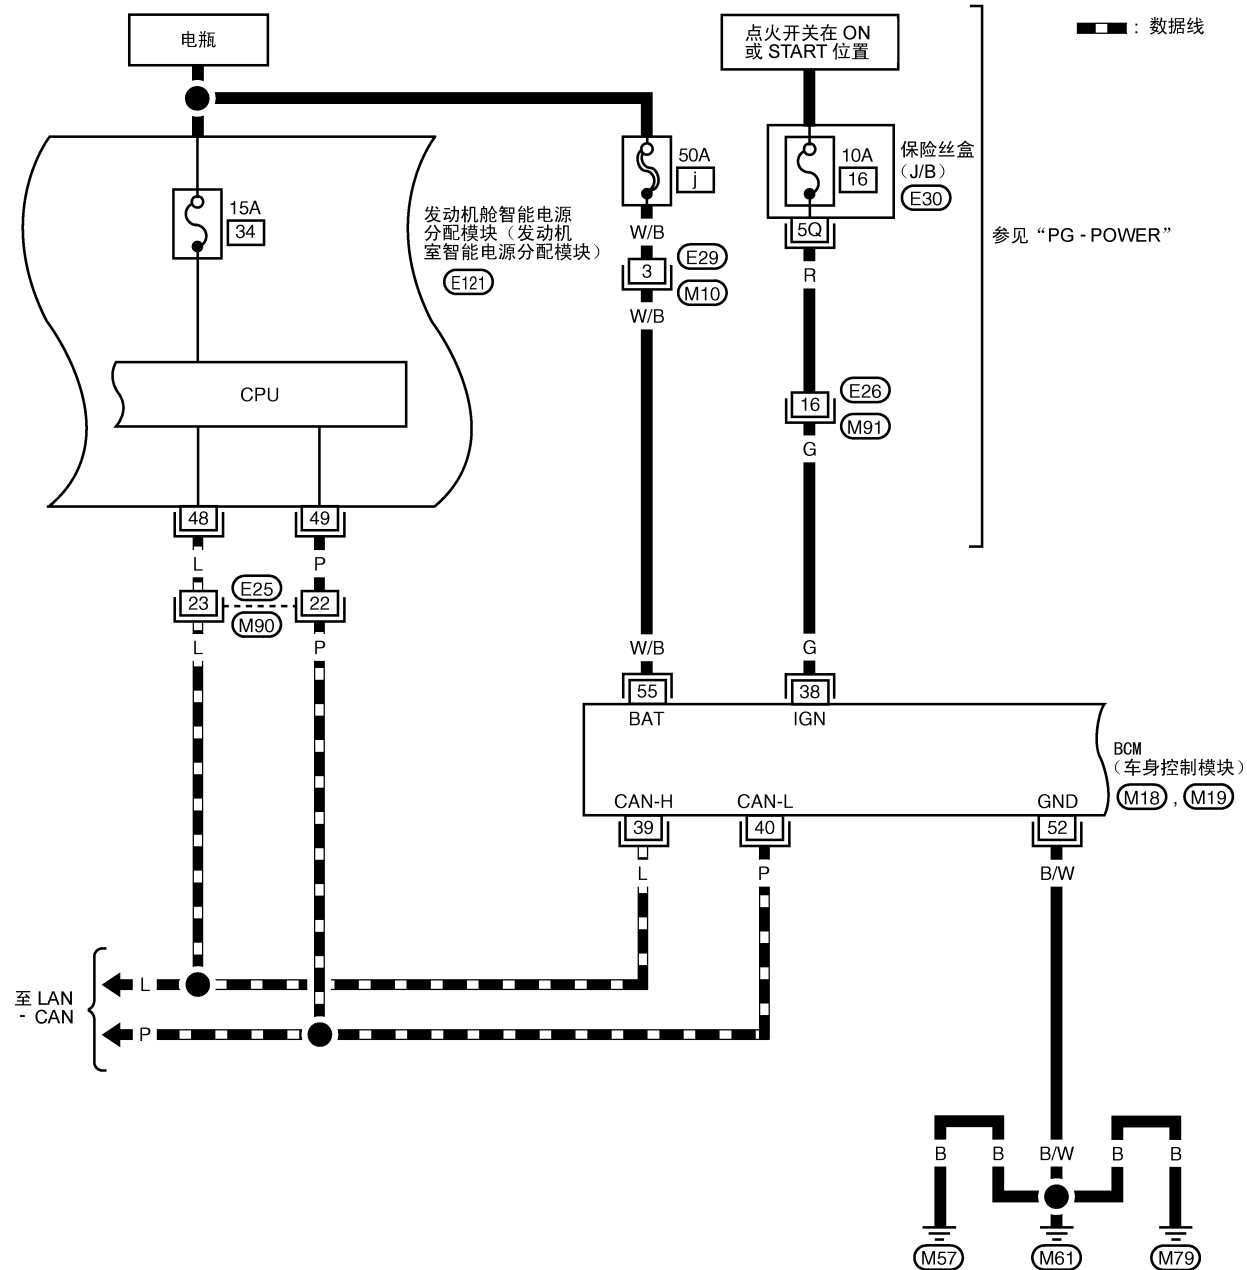 电瓶
点火开关在 ON
或 START 位置
: 数据线
50A
j
10A
16
保险丝盒
（J/B）
E30
15A
34
发动机舱智能电源
分配模块（发动机
室智能电源分配模块）
E121
5Q
W/B
3
E29
M10
W/B
R
参见“PG - POWER”
CPU
16
E26
M91
G
48
49
L
P
23
E25
M90
22
L
P
W/B
G
55
38
BAT
IGN
BCM
（车身控制模块）
M18 , M19
CAN-H
CAN-L
GND
39
40
52
L
P
B/W
至 LAN
- CAN
L
P
B
B
B/W
B
B
M57
M61
M79